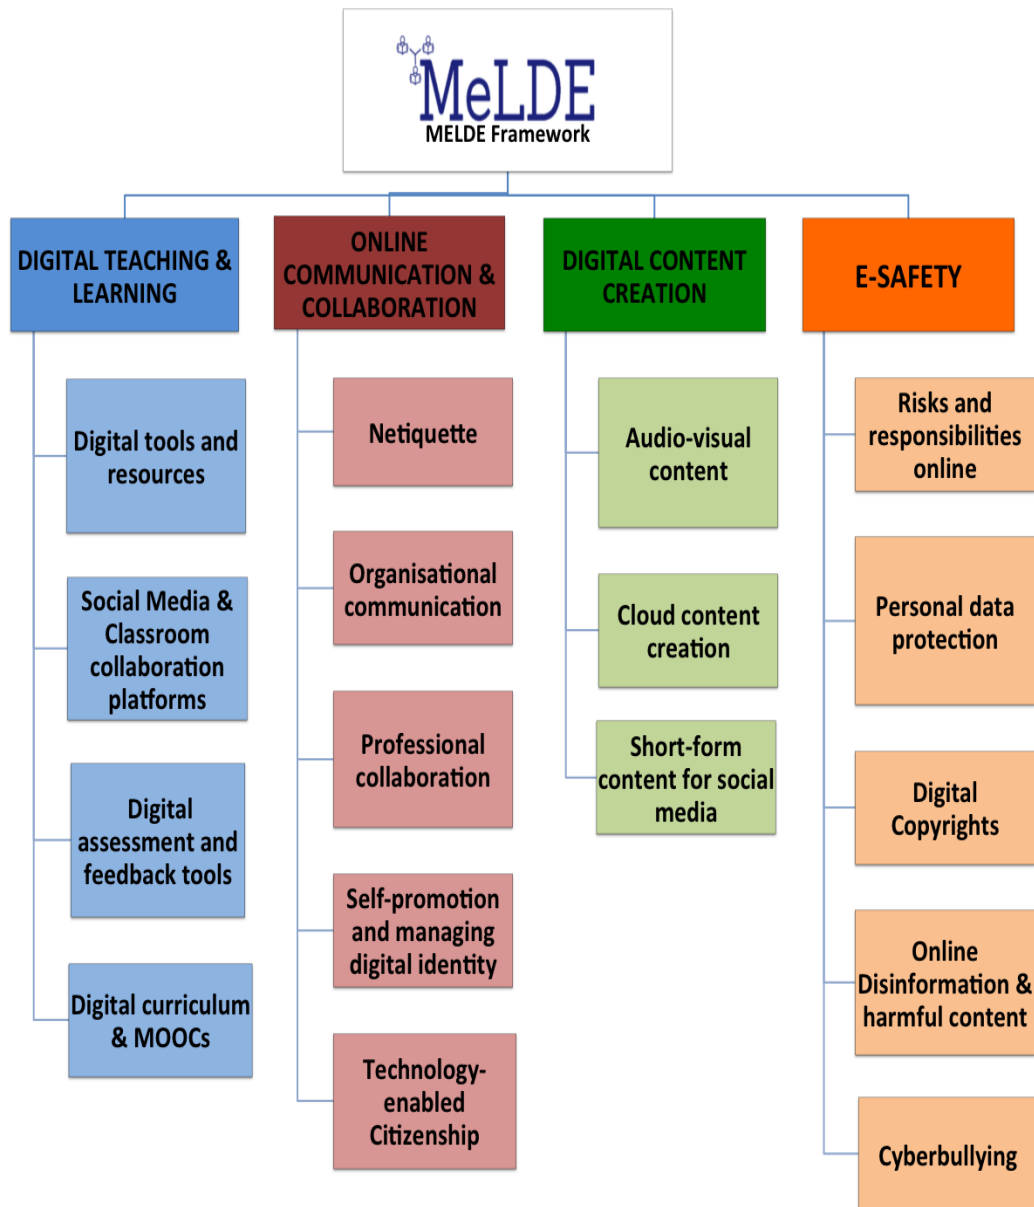 MeLDE
MELDE Framework
DIGITAL TEACHING &
LEARNING
Digital tools and
resources
Social Media &
Classroom
collaboration
platforms
Digital
assessment and
feedback tools
Digital curriculum
& MOOCs
ONLINE
COMMUNICATION &
COLLABORATION
Netiquette
Organisational
communication
Professional
collaboration
Self-promotion
and managing
digital identity
Technology-
enabled
Citizenship
DIGITAL CONTENT
CREATION
Audio-visual
content
Cloud content
creation
Short-form
content for social
media
E-SAFETY
Risks and
responsibilities
online
Personal data
protection
Digital
Copyrights
Online
Disinformation &
harmful content
Cyberbullying